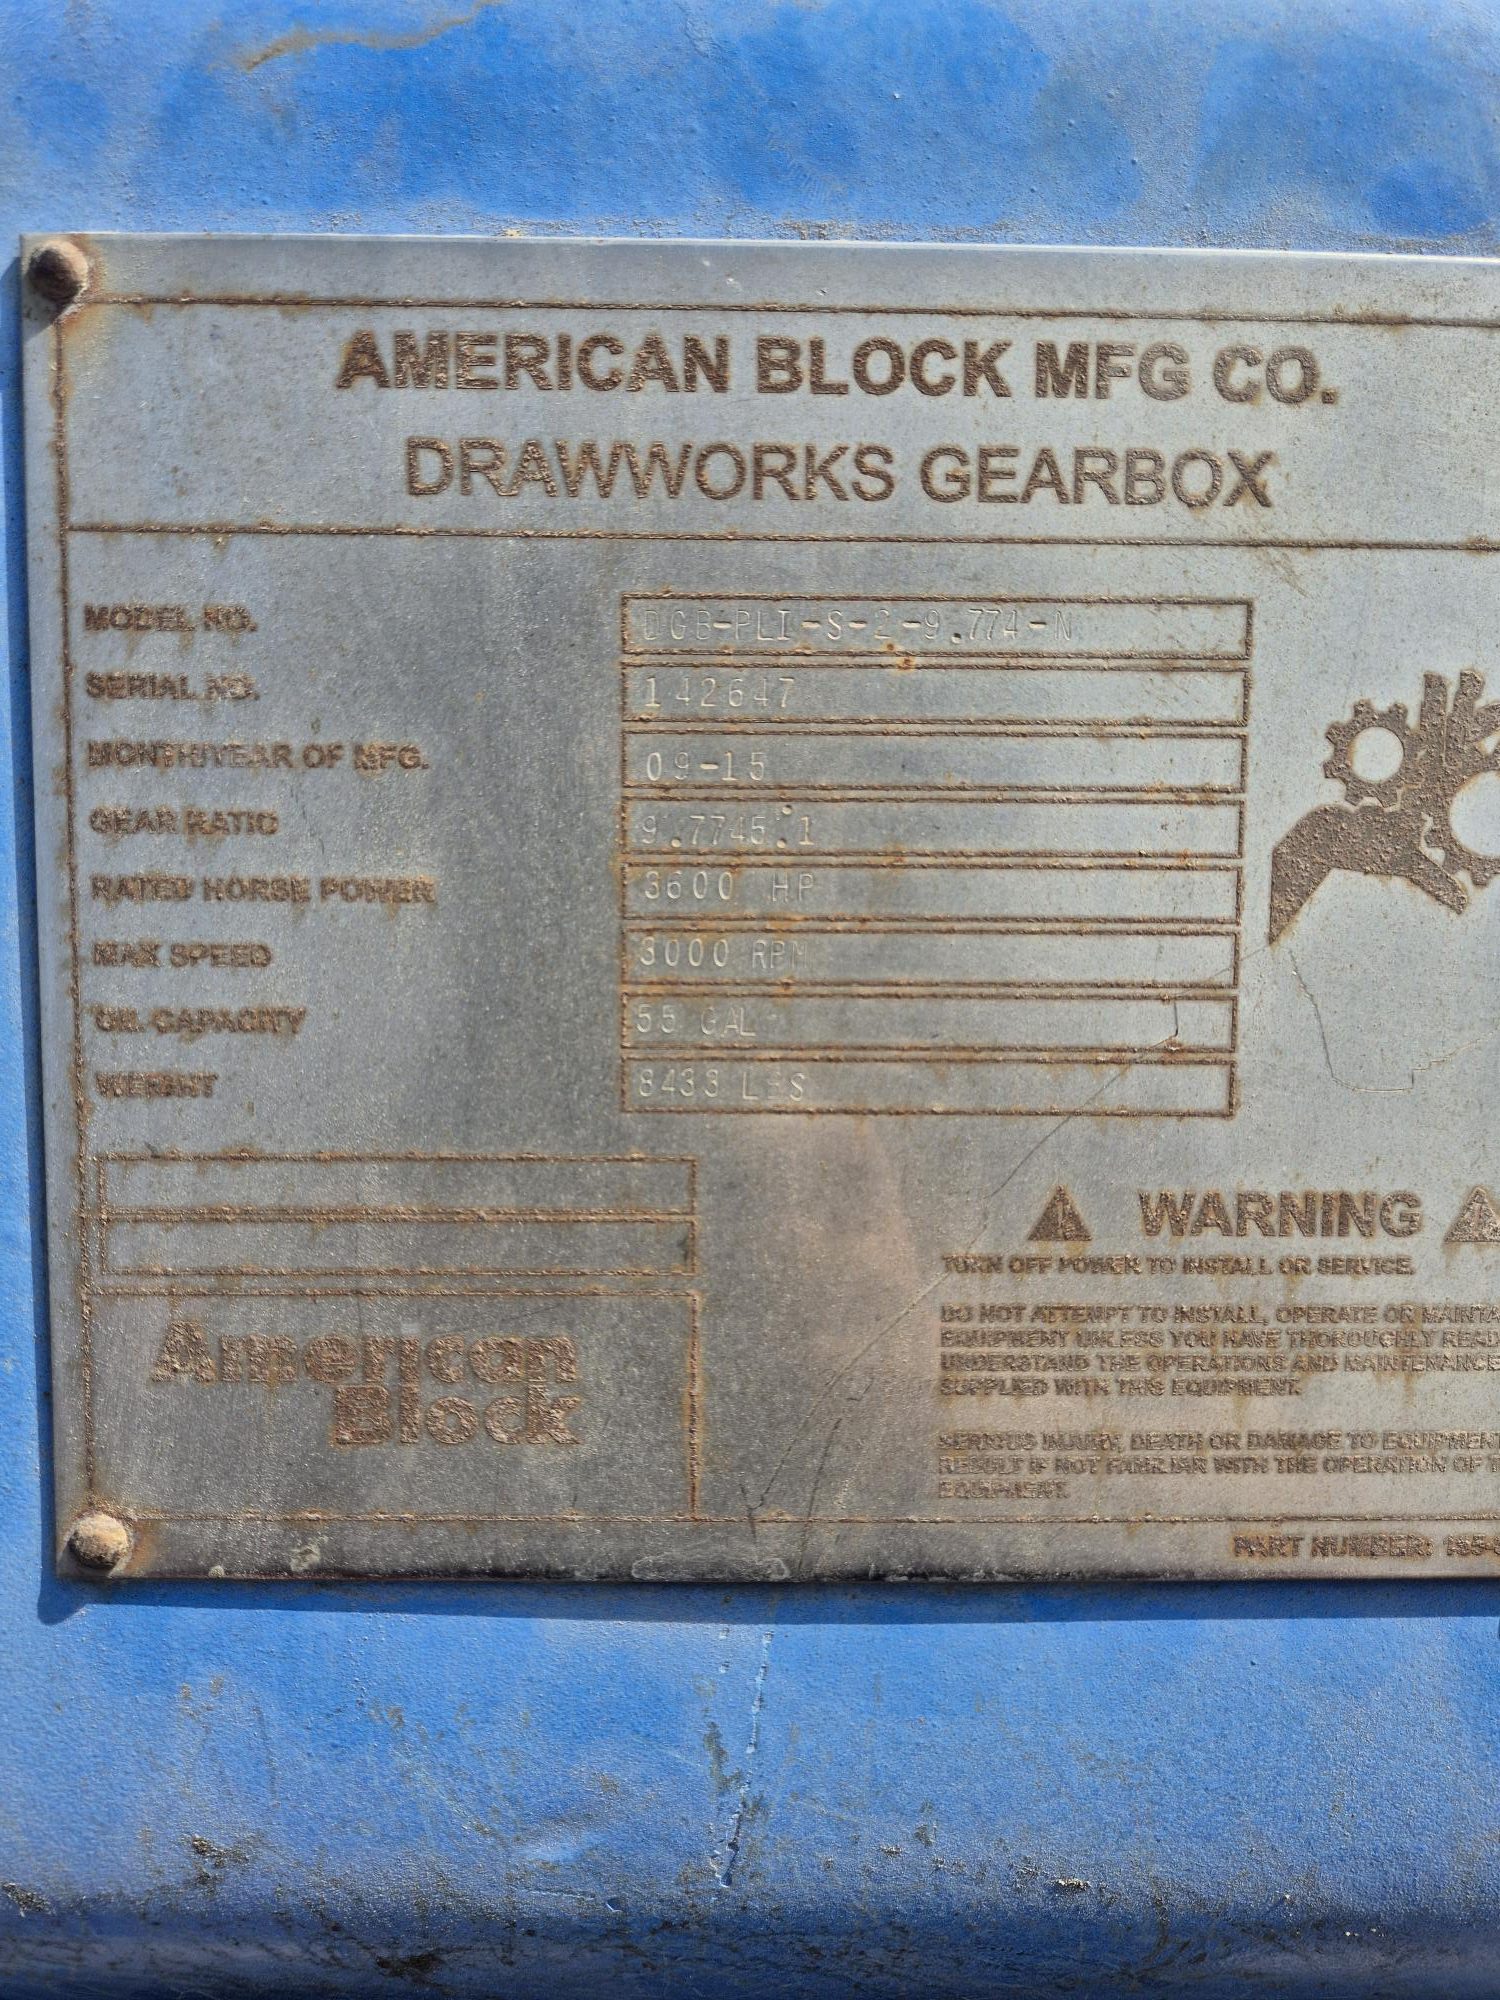 AMERICAN BLOCK MFG CO.
DRAWWORKS GEARBOX
MODEL NO. DGB-PLI-S-2-9.774-N
SERIAL NO. 142647
MONTH/YEAR OF MFG. 09-15
GEAR RATIO 9.7745:1
RATED HORSE POWER 3600 HP
MAX SPEED 3000 RPM
OIL CAPACITY 55 GAL
WEIGHT 8433 LBS
WARNING
TURN OFF POWER TO INSTALL OR SERVICE.
DO NOT ATTEMPT TO INSTALL, OPERATE OR MAINTA
EQUIPMENT UNLESS YOU HAVE THOROUGHLY READ
UNDERSTAND THE OPERATIONS AND MAINTENANCE
SUPPLIED WITH THIS EQUIPMENT.
SERIOUS INJURY, DEATH OR DAMAGE TO EQUIPMENT
RESULT IF NOT FAMILIAR WITH THE OPERATION OF T
EQUIPMENT.
American
Block
PART NUMBER: